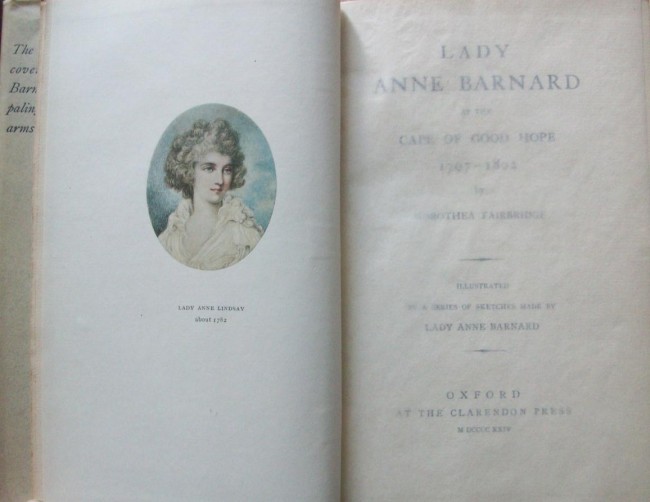 The
cove
Barn
palin
arms
LADY ANNE LINDSAY
about 1782
LADY
ANNE BARNARD
AT THE
CAPE OF GOOD HOPE
1797–1802
BY
DOROTHEA FAIRBRIDGE
ILLUSTRATED
BY A SERIES OF SKETCHES MADE BY
LADY ANNE BARNARD
OXFORD
AT THE CLARENDON PRESS
M DCCCC XXIV